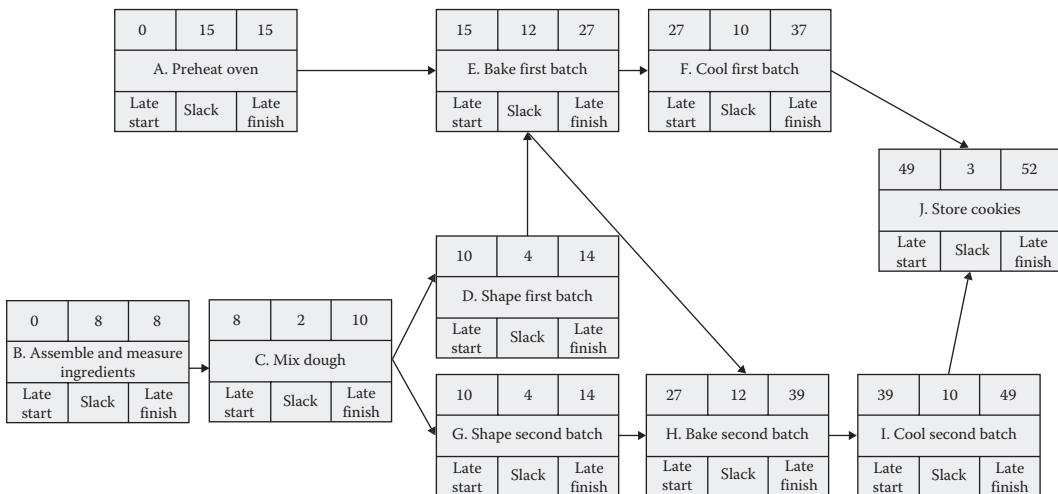 0 15 15
A. Preheat oven
Late start Slack Late finish
15 12 27
E. Bake first batch
Late start Slack Late finish
27 10 37
F. Cool first batch
Late start Slack Late finish
49 3 52
J. Store cookies
Late start Slack Late finish
10 4 14
D. Shape first batch
Late start Slack Late finish
0 8 8
B. Assemble and measure
ingredients
Late start Slack Late finish
8 2 10
C. Mix dough
Late start Slack Late finish
10 4 14
G. Shape second batch
Late start Slack Late finish
27 12 39
H. Bake second batch
Late start Slack Late finish
39 10 49
I. Cool second batch
Late start Slack Late finish